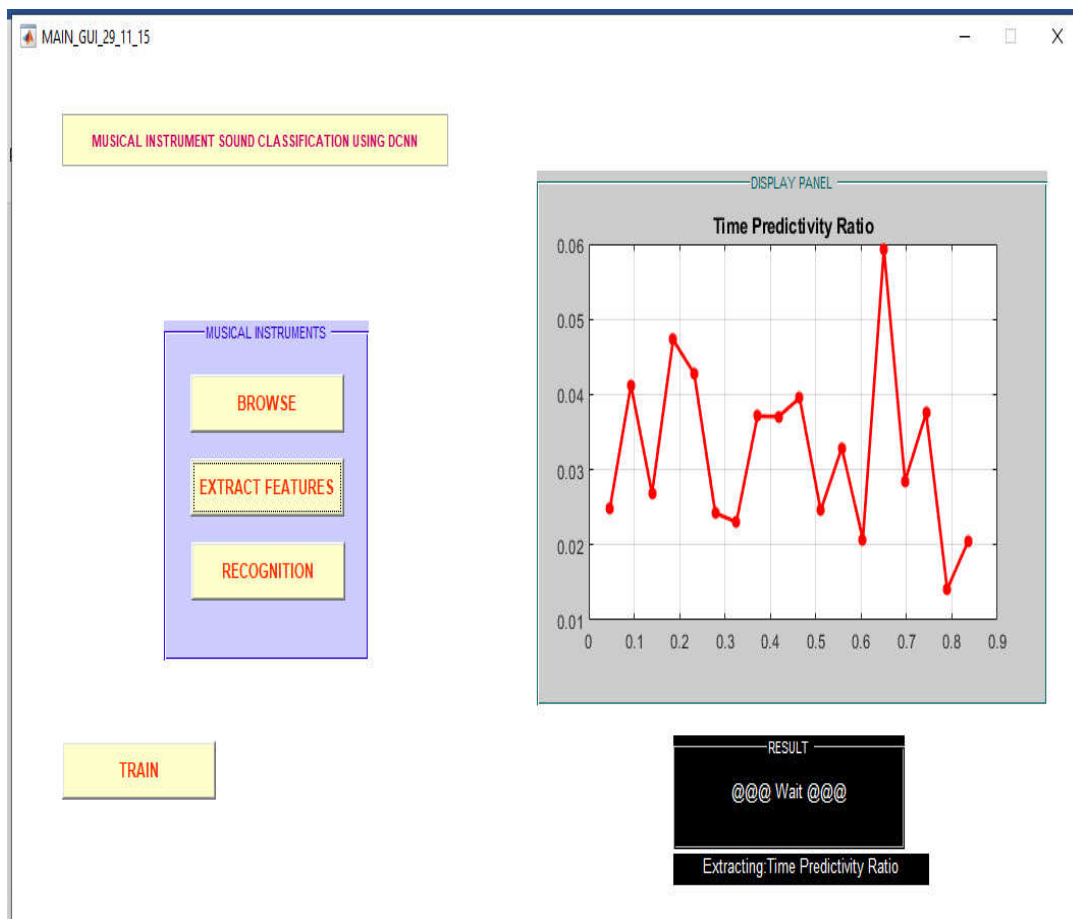 MAIN_GUI_29_11_15
MUSICAL INSTRUMENT SOUND CLASSIFICATION USING DCNN
MUSICAL INSTRUMENTS
BROWSE
EXTRACT FEATURES
RECOGNITION
TRAIN
DISPLAY PANEL
Time Predictivity Ratio
0.06
0.05
0.04
0.03
0.02
0.01
0 0.1 0.2 0.3 0.4 0.5 0.6 0.7 0.8 0.9
RESULT
@@@ Wait @@@
Extracting:Time Predictivity Ratio